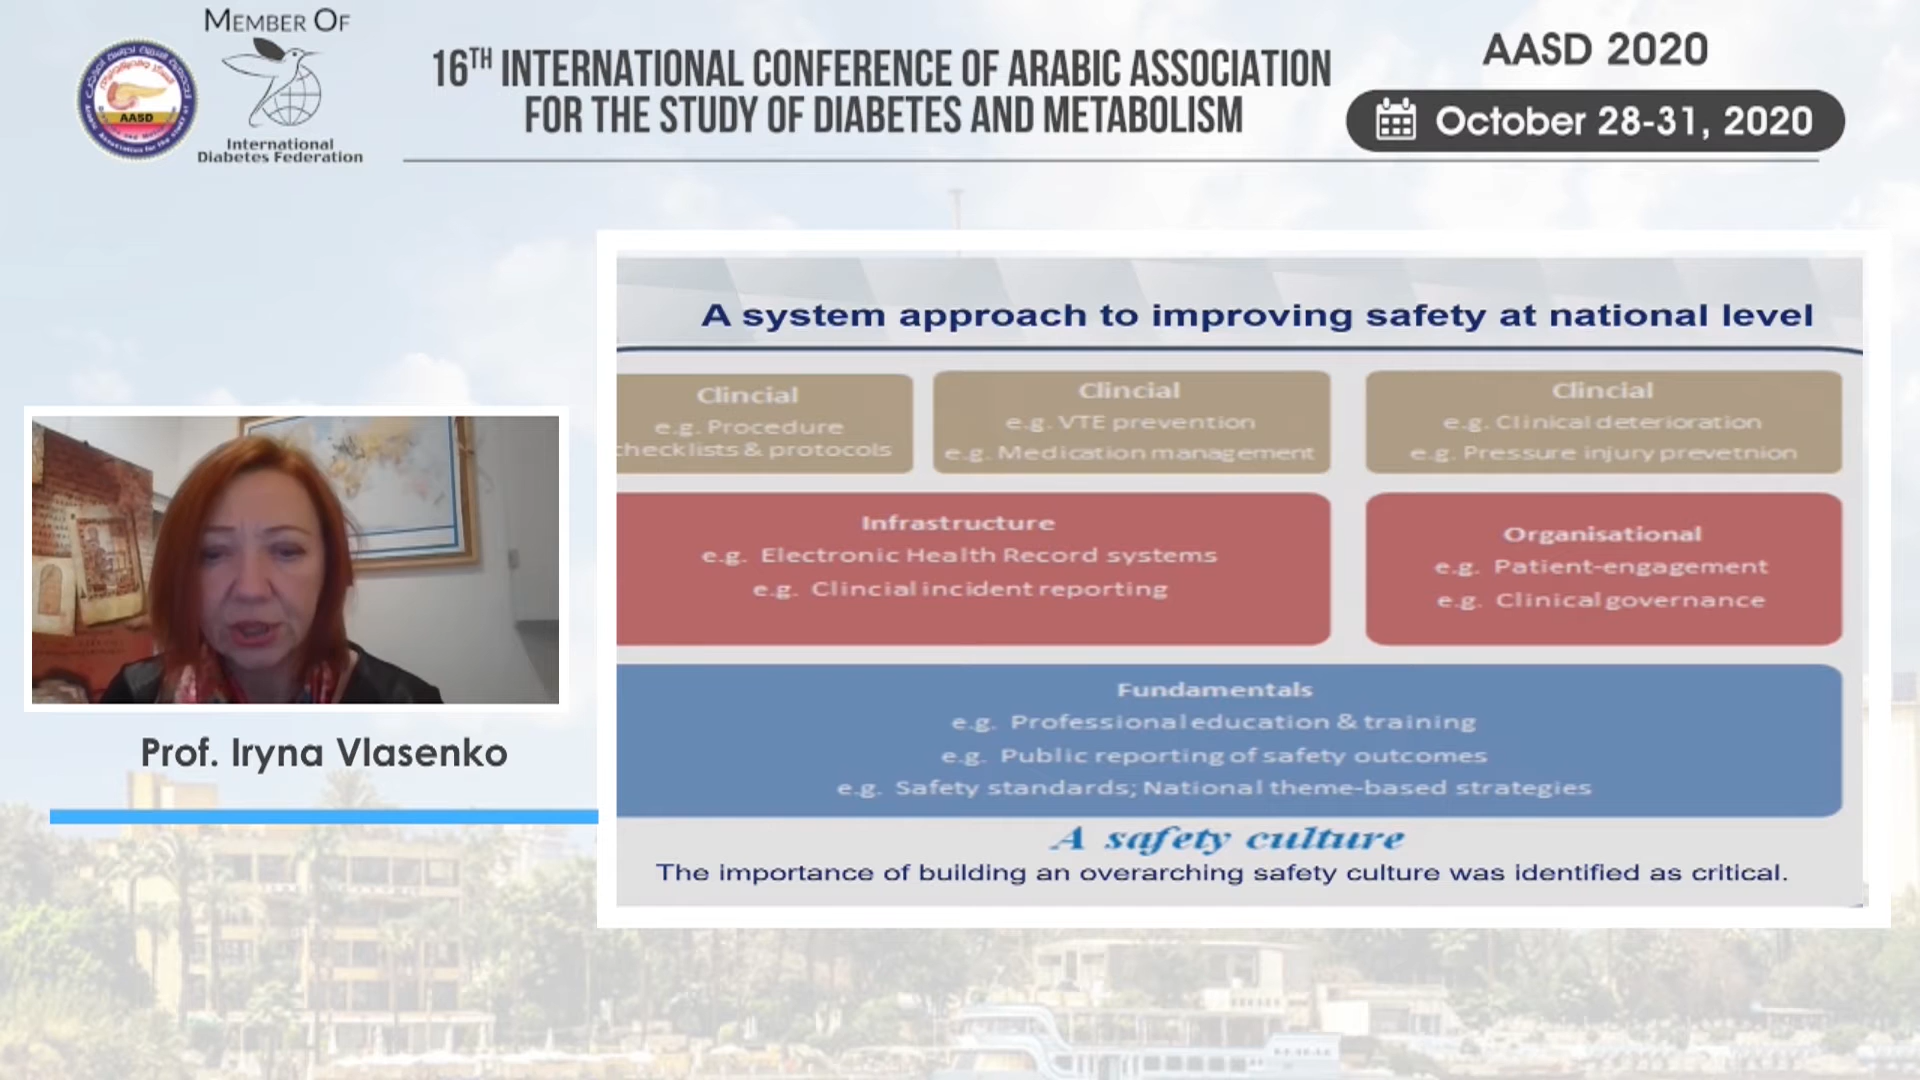 MEMBER OF
AASD
International
Diabetes Federation
16TH INTERNATIONAL CONFERENCE OF ARABIC ASSOCIATION
FOR THE STUDY OF DIABETES AND METABOLISM
AASD 2020
October 28-31, 2020
Prof. Iryna Vlasenko
A system approach to improving safety at national level
Clincial
e.g. Procedure
checklists & protocols
Clincial
e.g. VTE prevention
e.g. Medication management
Clincial
e.g. Clinical deterioration
e.g. Pressure injury prevetnion
Infrastructure
e.g. Electronic Health Record systems
e.g. Clincial incident reporting
Organisational
e.g. Patient-engagement
e.g. Clinical governance
Fundamentals
e.g. Professional education & training
e.g. Public reporting of safety outcomes
e.g. Safety standards; National theme-based strategies
A safety culture
The importance of building an overarching safety culture was identified as critical.